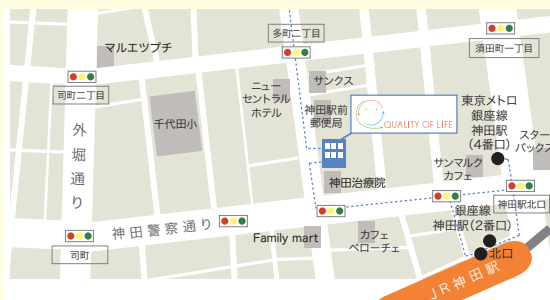 多町二丁目
須田町一丁目
マルエツプチ
司町二丁目
サンクス
ニュー
セントラル
ホテル
神田駅前
郵便局
QUALITY OF LIFE
東京メトロ
銀座線
神田駅
(4番口)
スター
バックス
千代田小
外堀通り
サンマルク
カフェ
神田治療院
神田駅北口
銀座線
神田駅(2番口)
神田警察通り
司町
Family mart
カフェ
ベローチェ
北口
JR神田駅